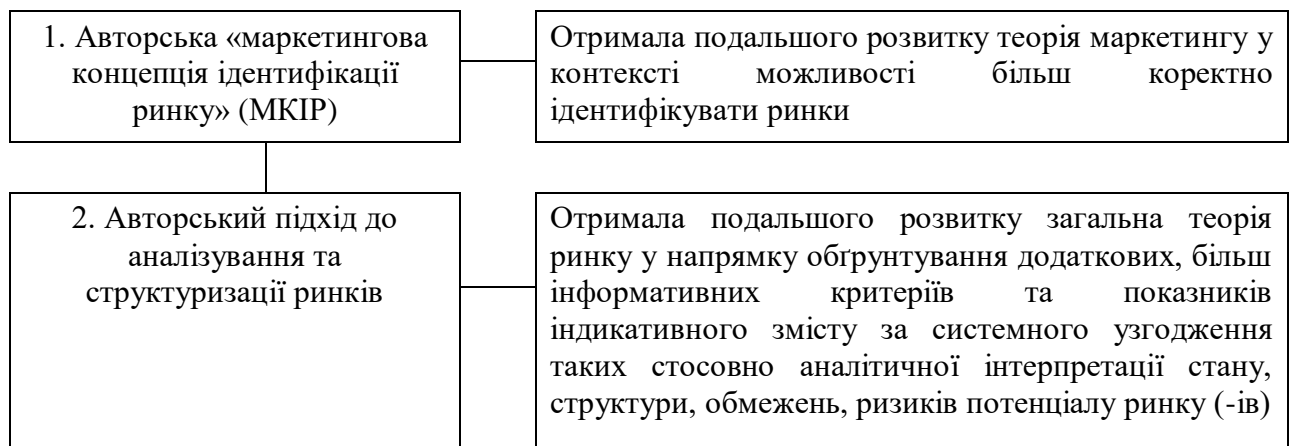 1. Авторська «маркетингова
концепція ідентифікації
ринку» (МКІР)
Отримала подальшого розвитку теорія маркетингу у
контексті можливості більш коректно
ідентифікувати ринки
2. Авторський підхід до
аналізування та
структуризації ринків
Отримала подальшого розвитку загальна теорія
ринку у напрямку обґрунтування додаткових, більш
інформативних критеріїв та показників
індикативного змісту за системного узгодження
таких стосовно аналітичної інтерпретації стану,
структури, обмежень, ризиків потенціалу ринку (-ів)